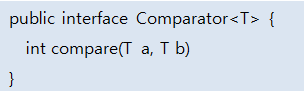 public interface Comparator<T> {
int compare(T a, T b)
}